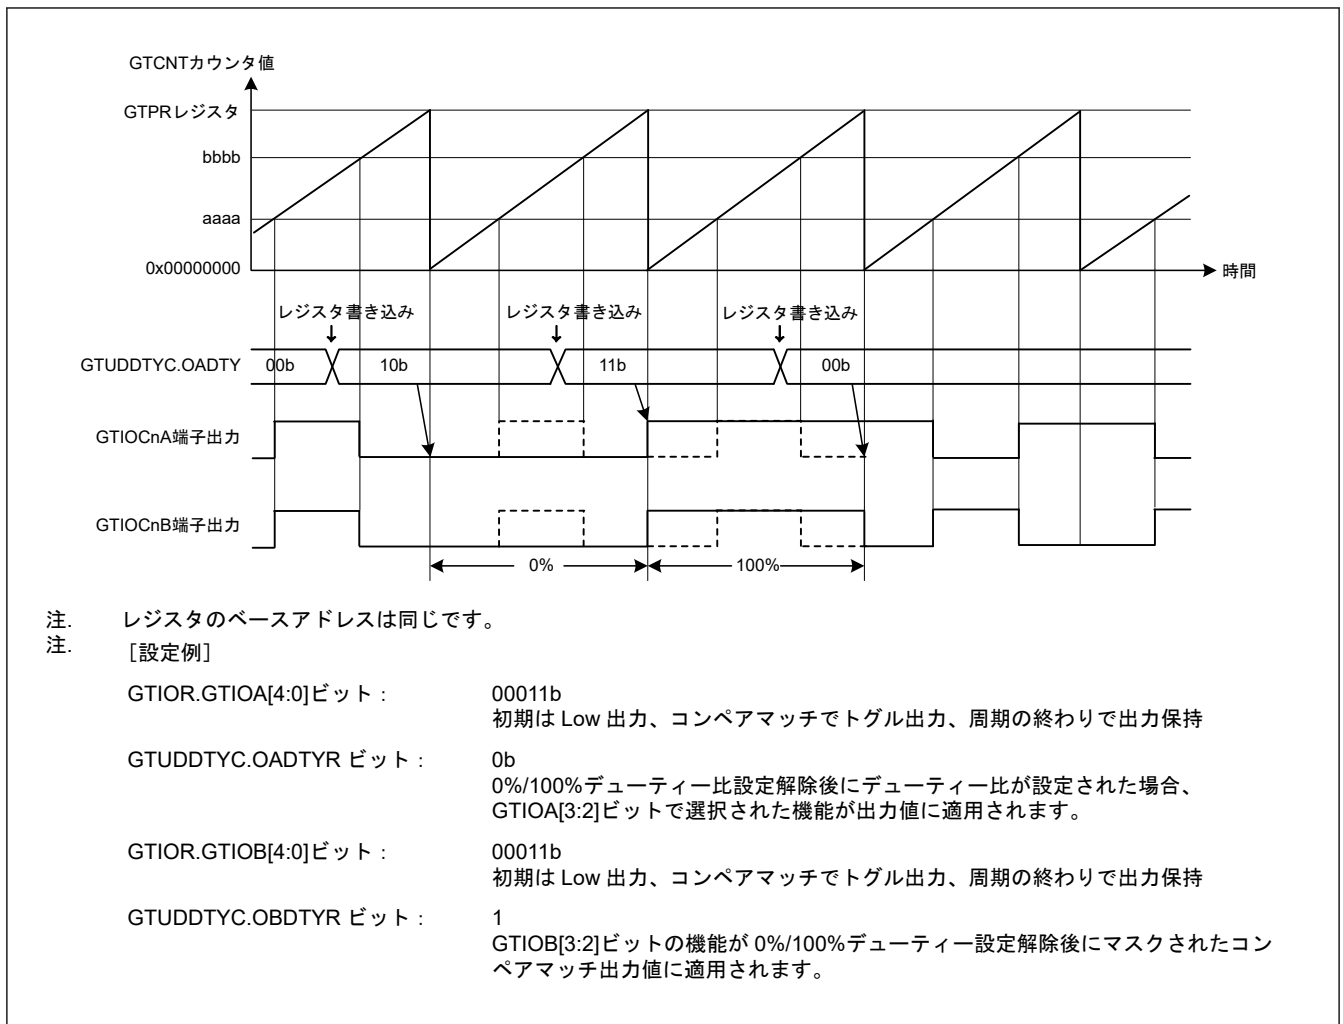 GTCNTカウンタ値
GTPRレジスタ
bbbb
aaaa
0x00000000
時間
レジスタ書き込み レジスタ書き込み レジスタ書き込み
GTUDDTYC.OADTY 00b 10b 11b 00b
GTIOCnA端子出力
GTIOCnB端子出力
0% 100%
注. レジスタのベースアドレスは同じです。
注. [設定例]
GTIOR.GTIOA[4:0]ビット： 00011b
初期は Low 出力、コンペアマッチでトグル出力、周期の終わりで出力保持
GTUDDTYC.OADTYR ビット： 0b
0%/100%デューティー比設定解除後にデューティー比が設定された場合、
GTIOA[3:2]ビットで選択された機能が出力値に適用されます。
GTIOR.GTIOB[4:0]ビット： 00011b
初期は Low 出力、コンペアマッチでトグル出力、周期の終わりで出力保持
GTUDDTYC.OBDTYR ビット： 1
GTIOB[3:2]ビットの機能が 0%/100%デューティー設定解除後にマスクされたコン
ペアマッチ出力値に適用されます。